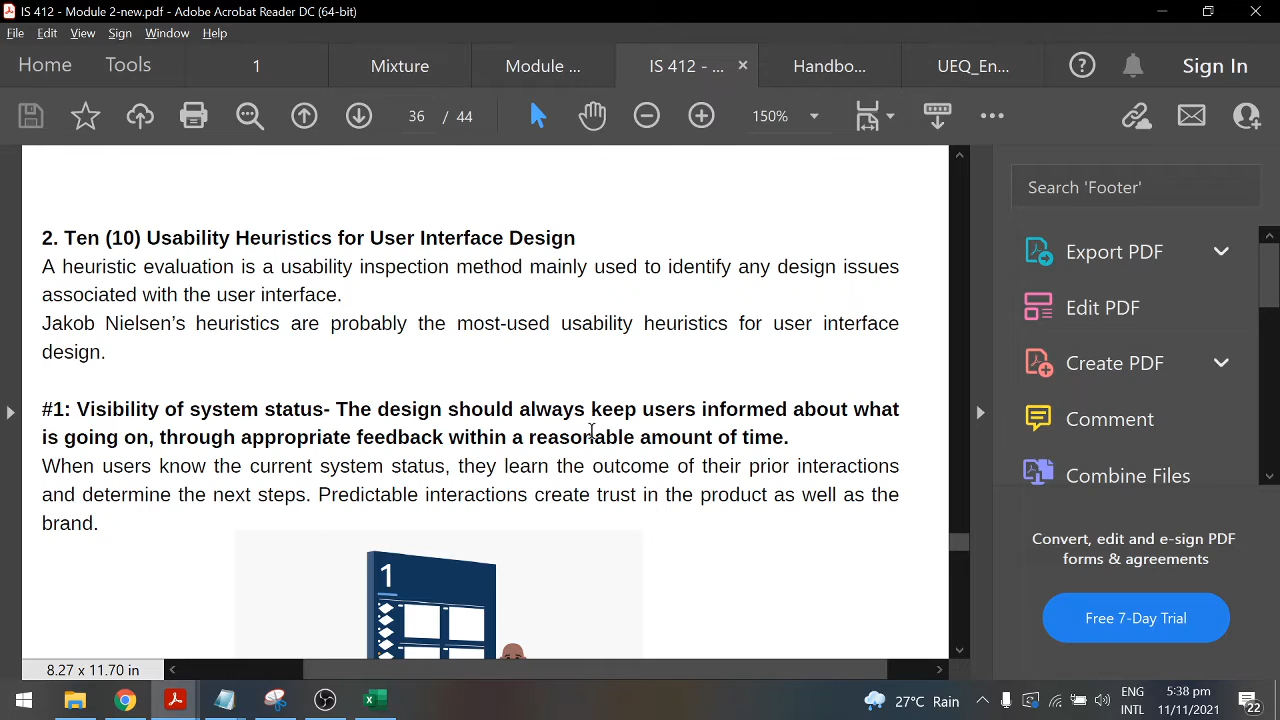 IS 412 - Module 2-new.pdf - Adobe Acrobat Reader DC (64-bit)
File Edit View Sign Window Help
Home Tools 1 Mixture Module ... IS 412 - ... × Handbo... UEQ_En... Sign In
36 / 44 150%
2. Ten (10) Usability Heuristics for User Interface Design
A heuristic evaluation is a usability inspection method mainly used to identify any design issues
associated with the user interface.
Jakob Nielsen’s heuristics are probably the most-used usability heuristics for user interface
design.
#1: Visibility of system status- The design should always keep users informed about what
is going on, through appropriate feedback within a reasonable amount of time.
When users know the current system status, they learn the outcome of their prior interactions
and determine the next steps. Predictable interactions create trust in the product as well as the
brand.
1
8.27 x 11.70 in
Search 'Footer'
Export PDF
Edit PDF
Create PDF
Comment
Combine Files
Convert, edit and e-sign PDF
forms & agreements
Free 7-Day Trial
27°C Rain
ENG
INTL
5:38 pm
11/11/2021
22